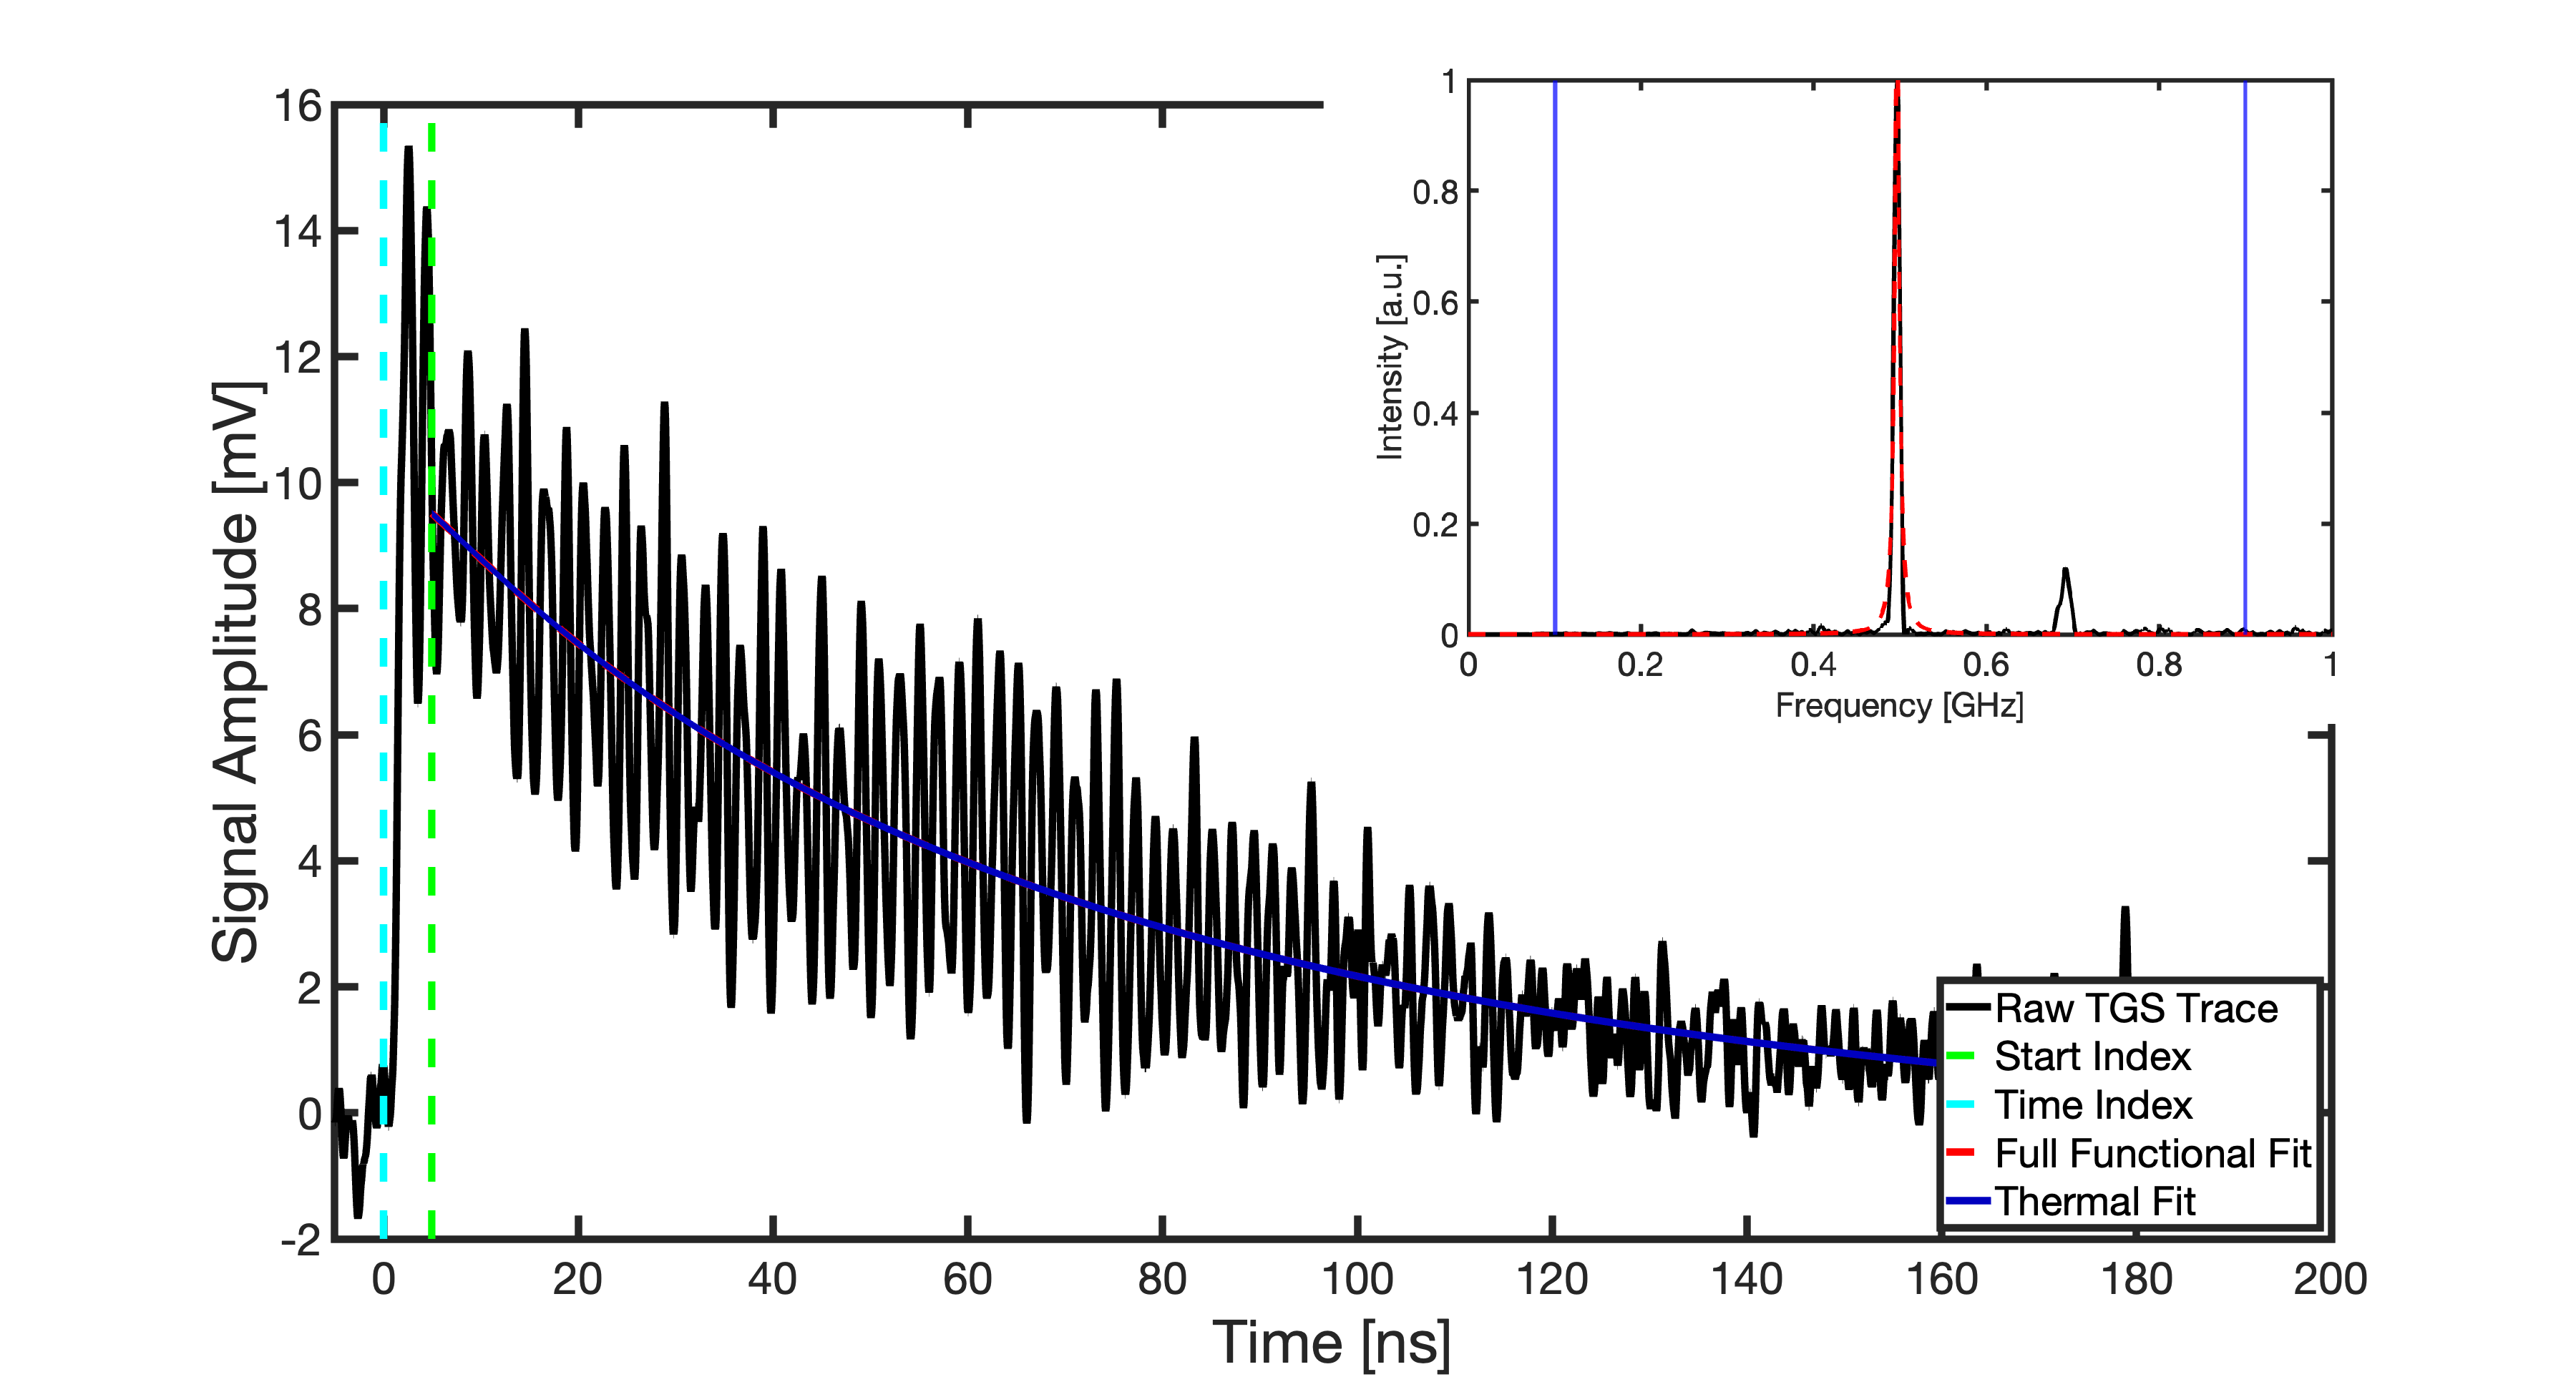 16
14
12
10
8
6
4
2
0
-2
Signal Amplitude [mV]
0 20 40 60 80 100 120 140 160 180 200
Time [ns]
1
0.8
0.6
0.4
0.2
0
Intensity [a.u.]
0 0.2 0.4 0.6 0.8 1
Frequency [GHz]
Raw TGS Trace
Start Index
Time Index
Full Functional Fit
Thermal Fit